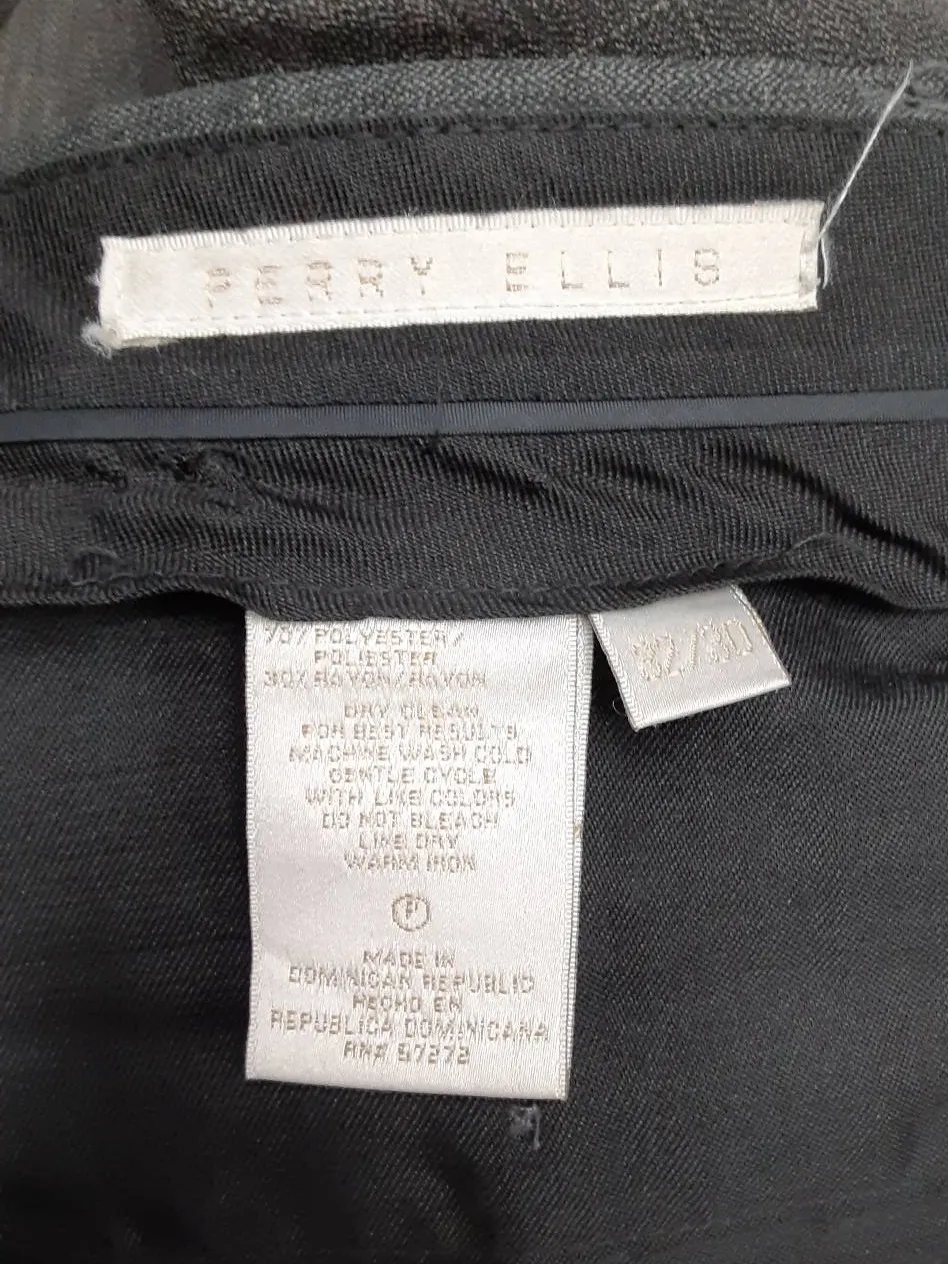 PERRY ELLIS
32/30
70% POLYESTER/
POLIESTER
30% RAYON/RAYON
DRY CLEAN
FOR BEST RESULTS
MACHINE WASH COLD
GENTLE CYCLE
WITH LIKE COLORS
DO NOT BLEACH
LINE DRY
WARM IRON
P
MADE IN
DOMINICAN REPUBLIC
HECHO EN
REPUBLICA DOMINICANA
RN# 57272